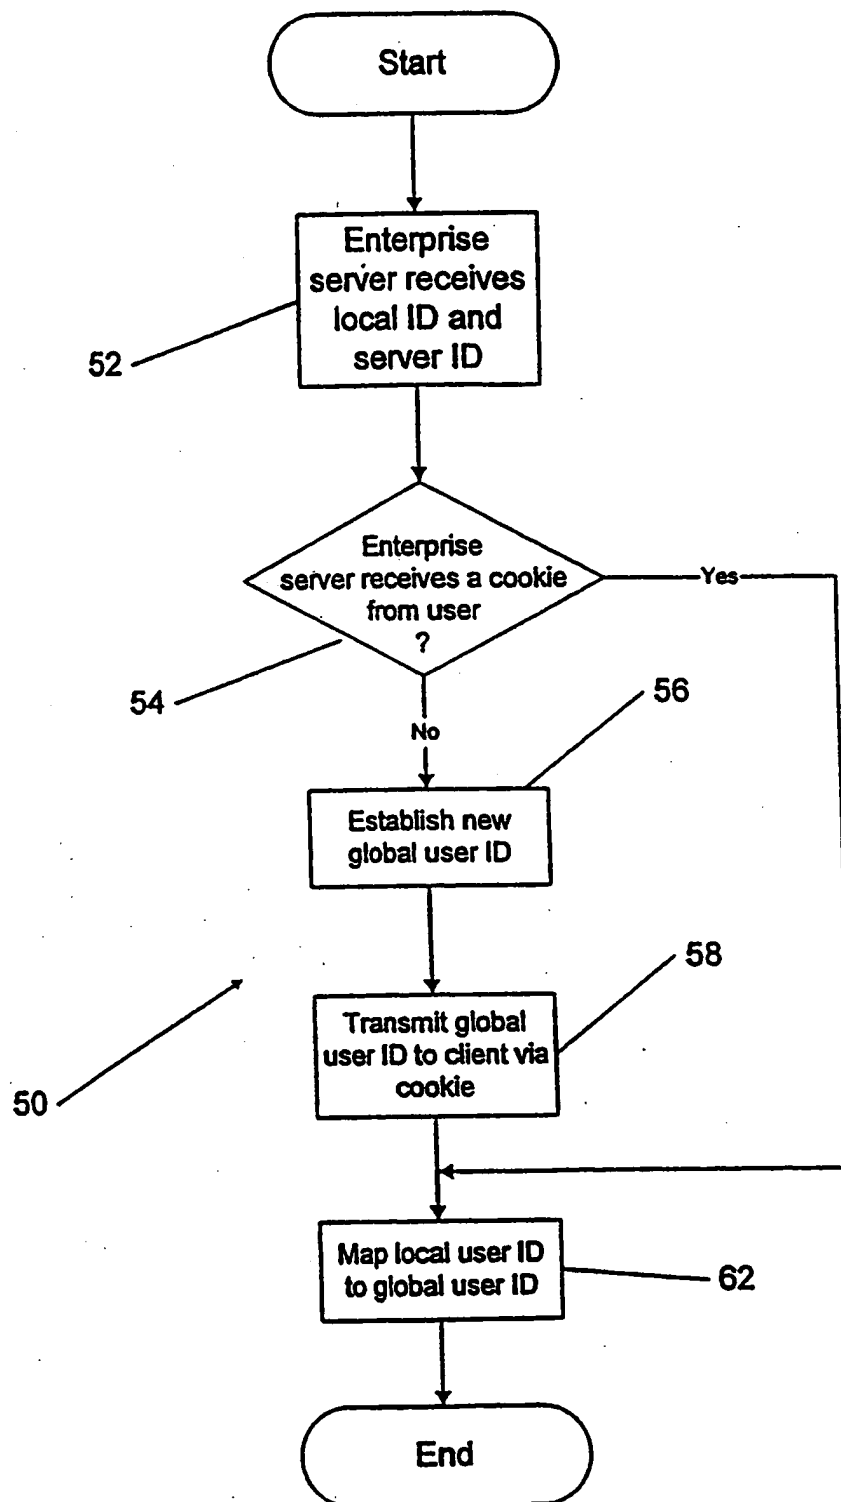 Start
Enterprise
server receives
local ID and
server ID
52
Enterprise
server receives a cookie
from user
?
Yes
54
No
56
Establish new
global user ID
58
Transmit global
user ID to client via
cookie
50
Map local user ID
to global user ID
62
End